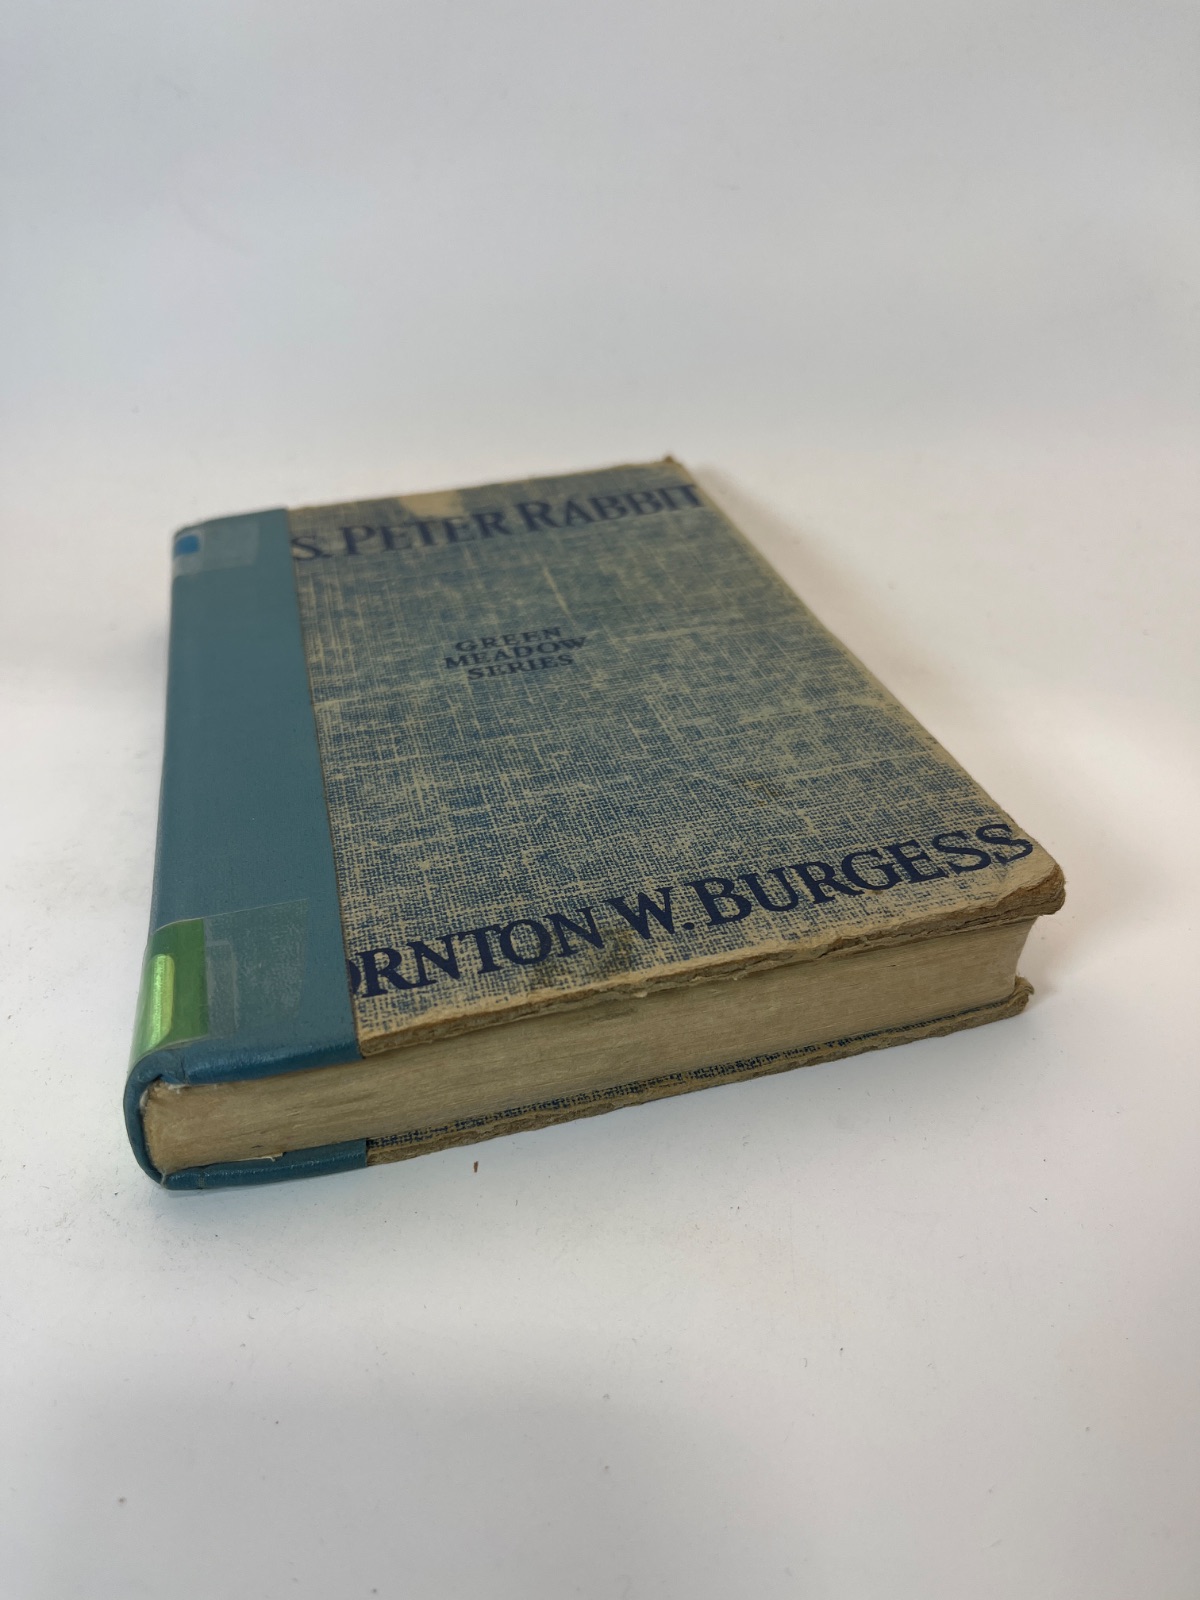 S. PETER RABBIT
GREEN
MEADOW
SERIES
ORNTON W. BURGESS